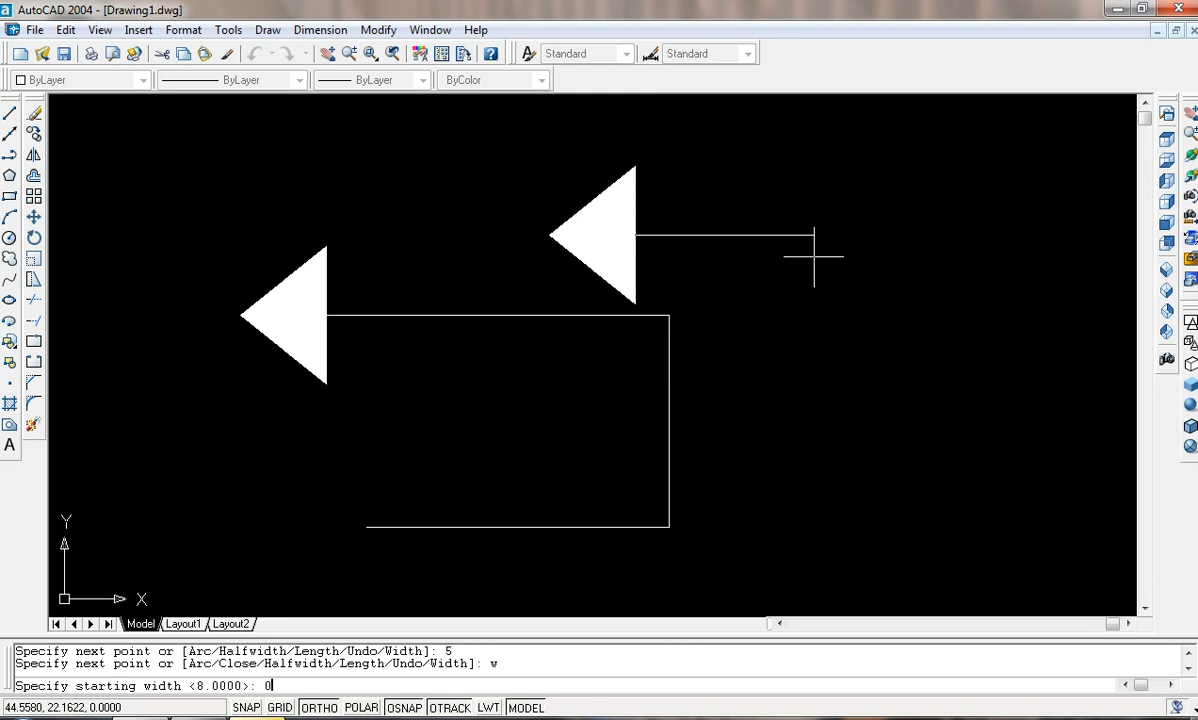 AutoCAD 2004 - [Drawing1.dwg]
File Edit View Insert Format Tools Draw Dimension Modify Window Help
Standard Standard
ByLayer ByLayer ByLayer ByColor
A
Y
X
Model Layout1 Layout2
Specify next point or [Arc/Halfwidth/Length/Undo/Width]: 5
Specify next point or [Arc/Close/Halfwidth/Length/Undo/Width]: w
Specify starting width <8.0000>: 0
44.5580, 22.1622, 0.0000 SNAP GRID ORTHO POLAR OSNAP OTRACK LWT MODEL